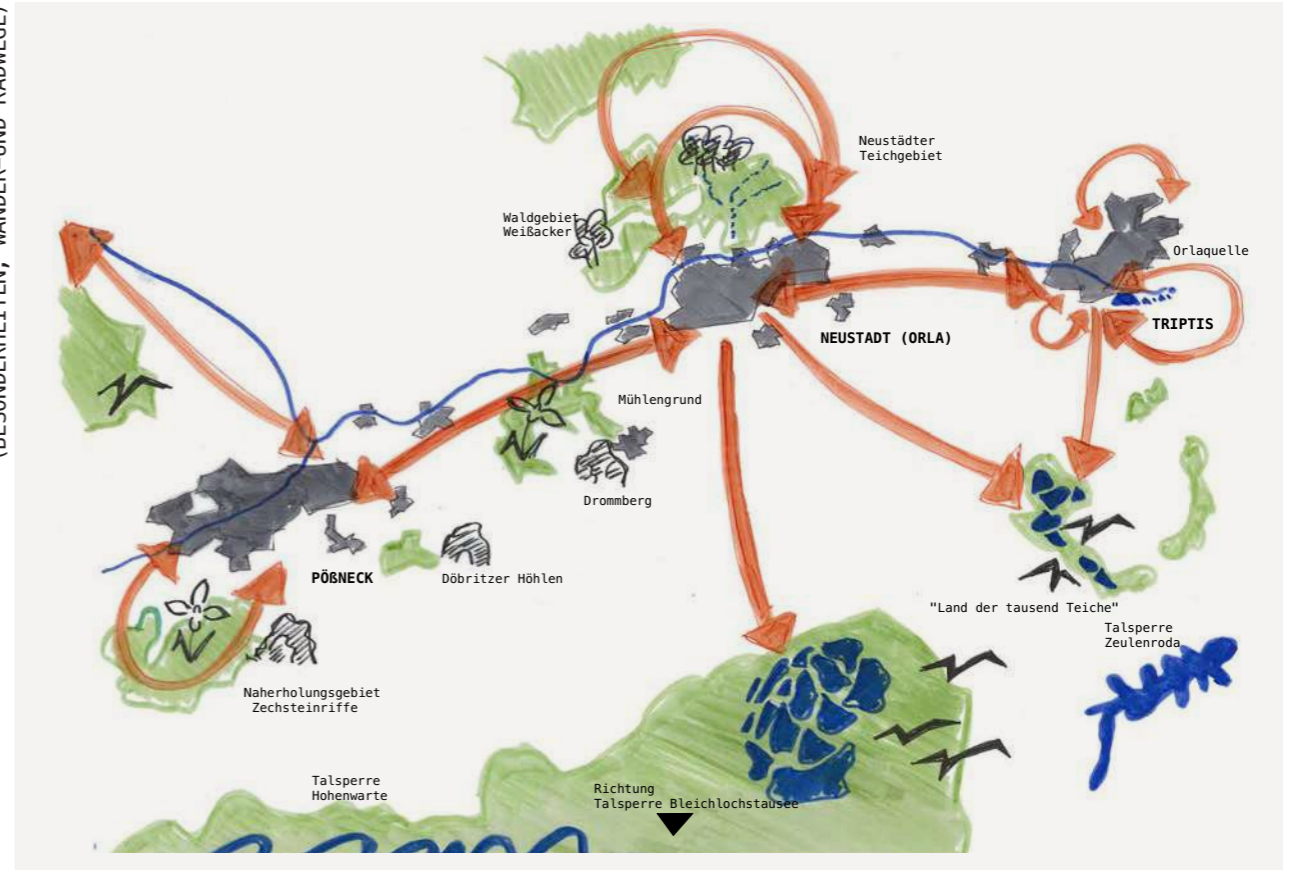 (BESONDERHEITEN, WANDER-UND RADWEGE)
Neustädter
Teichgebiet
Waldgebiet
Weißacker
Orlaquelle
TRIPTIS
NEUSTADT (ORLA)
Mühlengrund
Drommberg
PÖßNECK
Döbritzer Höhlen
"Land der tausend Teiche"
Talsperre
Zeulenroda
Naherholungsgebiet
Zechsteinriffe
Talsperre
Hohenwarte
Richtung
Talsperre Bleichlochstausee